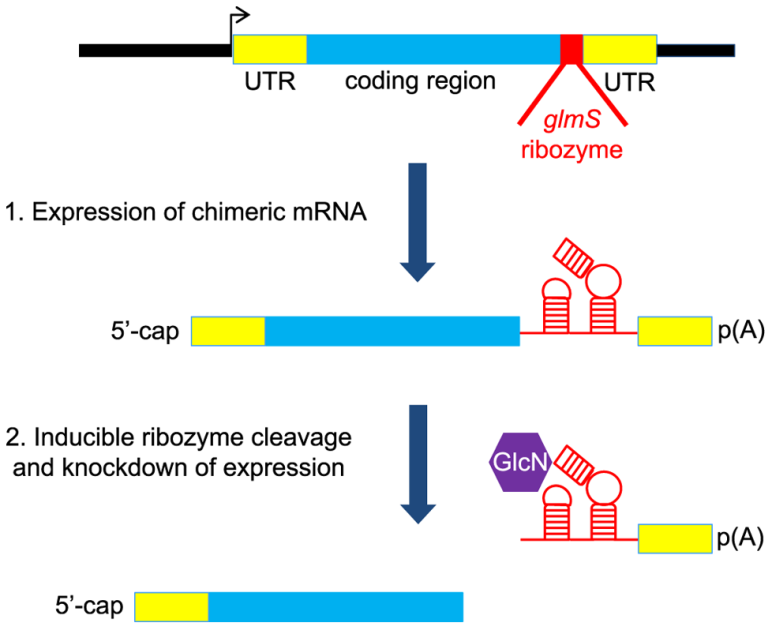 UTR
coding region
UTR
glmS
ribozyme
1. Expression of chimeric mRNA
5’-cap
p(A)
2. Inducible ribozyme cleavage
and knockdown of expression
GlcN
p(A)
5’-cap